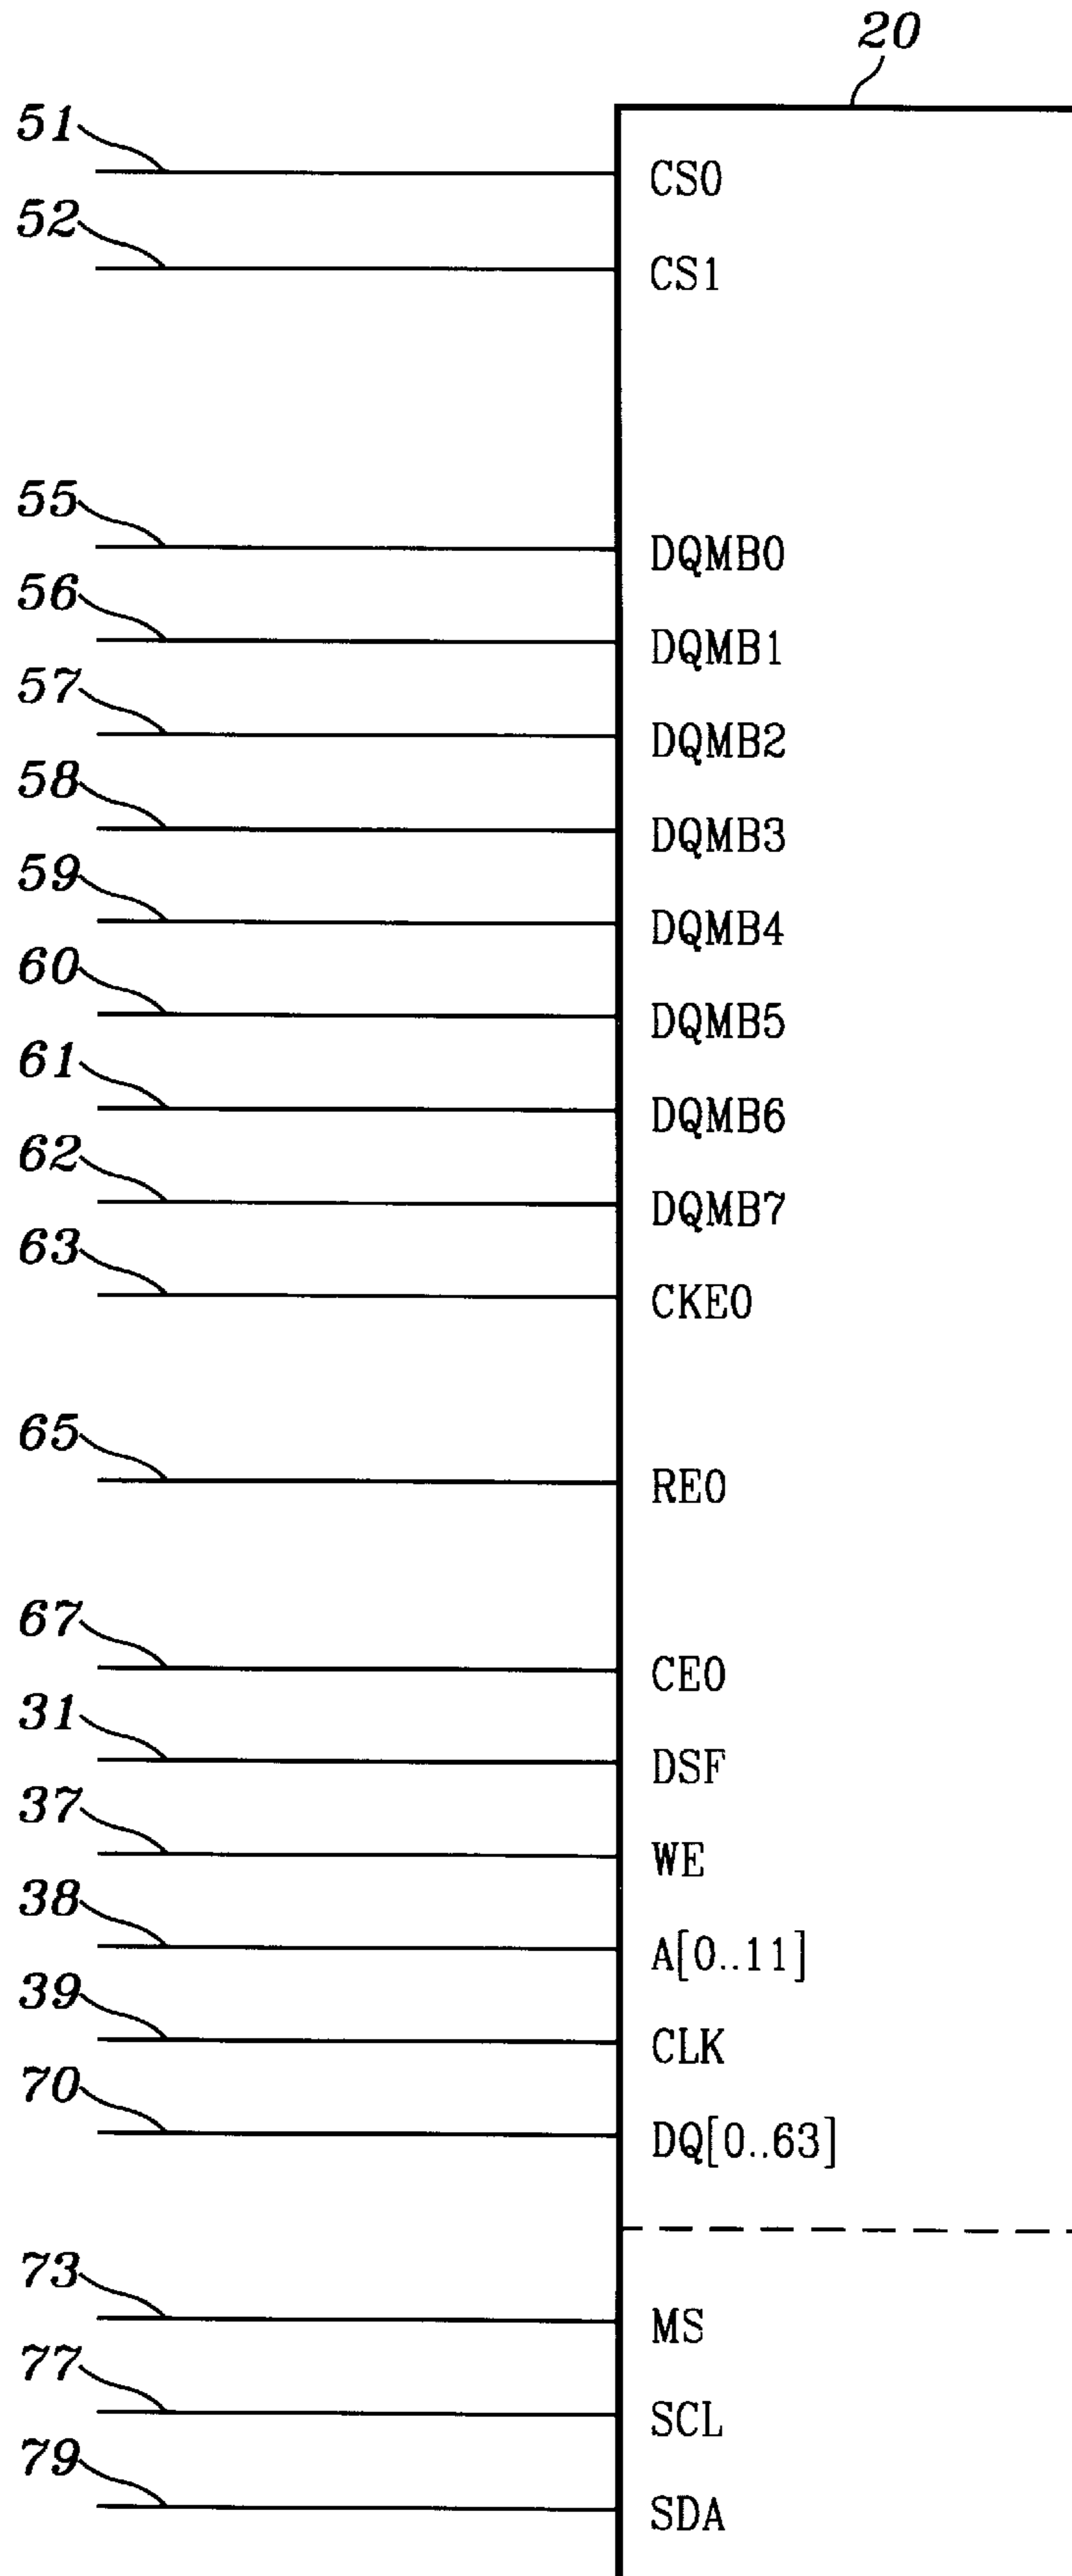 20
51 CS0
52 CS1
55 DQMB0
56 DQMB1
57 DQMB2
58 DQMB3
59 DQMB4
60 DQMB5
61 DQMB6
62 DQMB7
63 CKE0
65 RE0
67 CE0
31 DSF
37 WE
38 A[0..11]
39 CLK
70 DQ[0..63]
73 MS
77 SCL
79 SDA